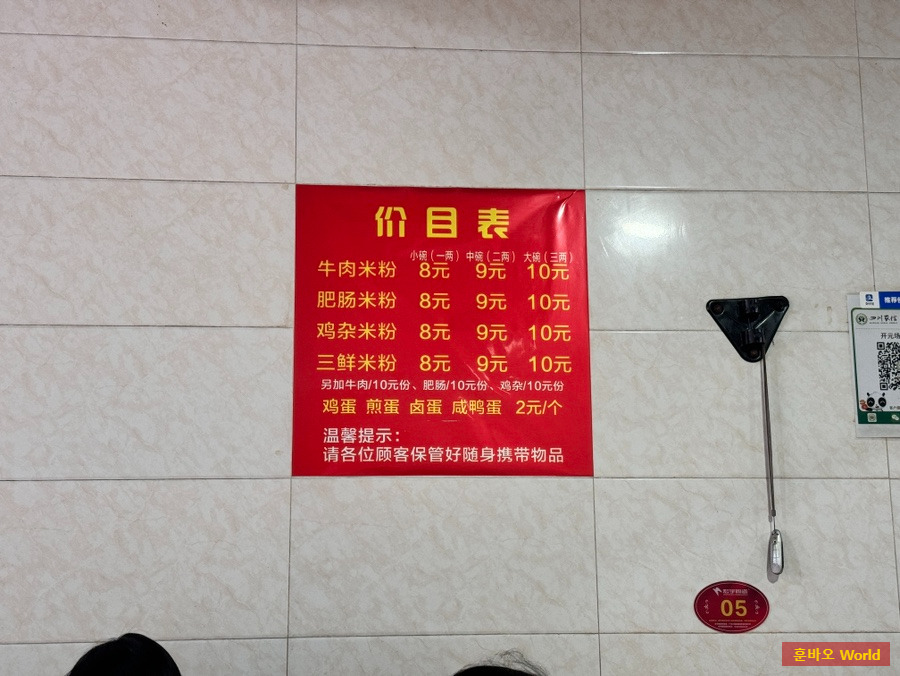 价目表
小碗（一两） 中碗（二两） 大碗（三两）
牛肉米粉 8元 9元 10元
肥肠米粉 8元 9元 10元
鸡杂米粉 8元 9元 10元
三鲜米粉 8元 9元 10元
另加牛肉/10元份、肥肠/10元份、鸡杂/10元份
鸡蛋 煎蛋 卤蛋 咸鸭蛋 2元/个
温馨提示：
请各位顾客保管好随身携带物品
四川农信
05
훈바오 World